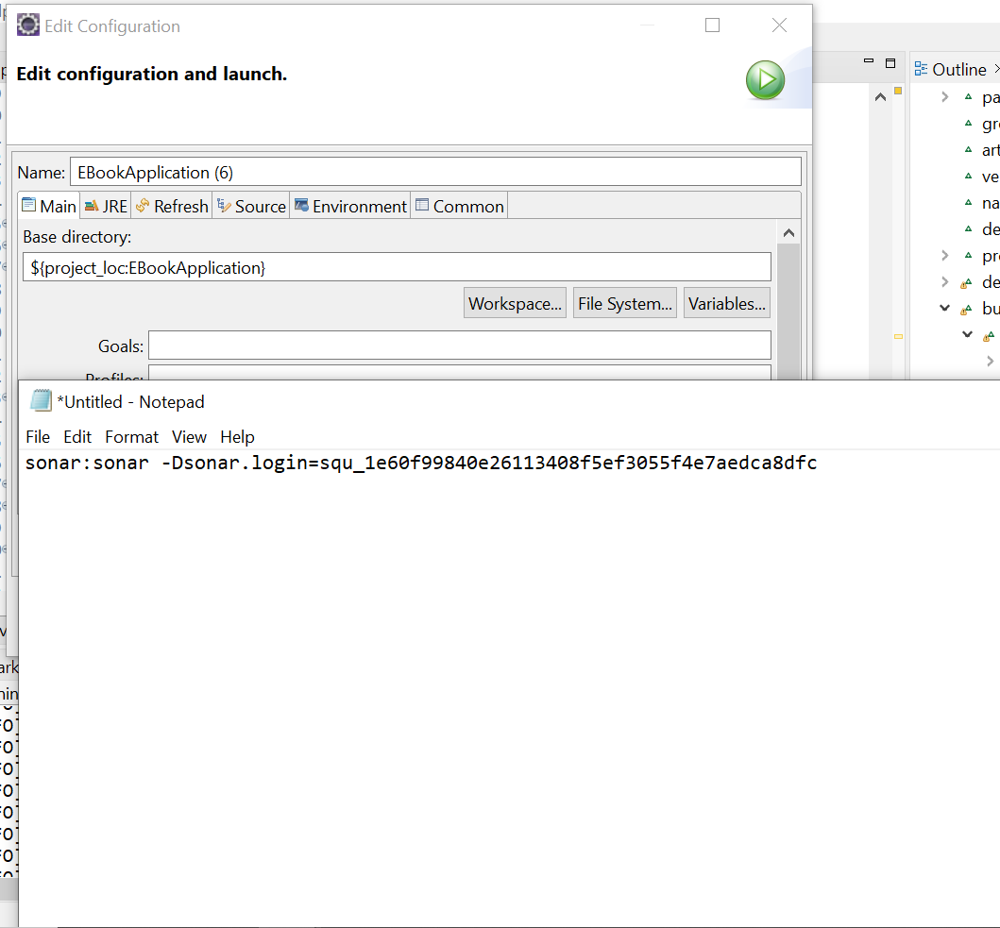 Edit Configuration
Edit configuration and launch.
Name: EBookApplication (6)
Main JRE Refresh Source Environment Common
Base directory:
${project_loc:EBookApplication}
Workspace... File System... Variables...
Goals:
Profiles:
Outline
pa
gr
art
ve
na
de
pr
de
bu
*Untitled - Notepad
File Edit Format View Help
sonar:sonar -Dsonar.login=squ_1e60f99840e26113408f5ef3055f4e7aedca8dfc